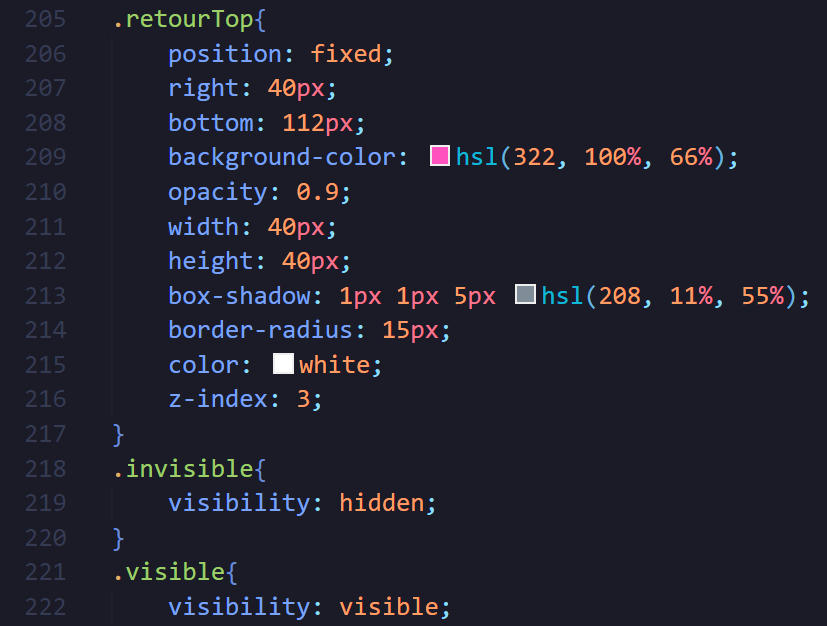 205 .retourTop{
206 position: fixed;
207 right: 40px;
208 bottom: 112px;
209 background-color: hsl(322, 100%, 66%);
210 opacity: 0.9;
211 width: 40px;
212 height: 40px;
213 box-shadow: 1px 1px 5px hsl(208, 11%, 55%);
214 border-radius: 15px;
215 color: white;
216 z-index: 3;
217 }
218 .invisible{
219 visibility: hidden;
220 }
221 .visible{
222 visibility: visible;